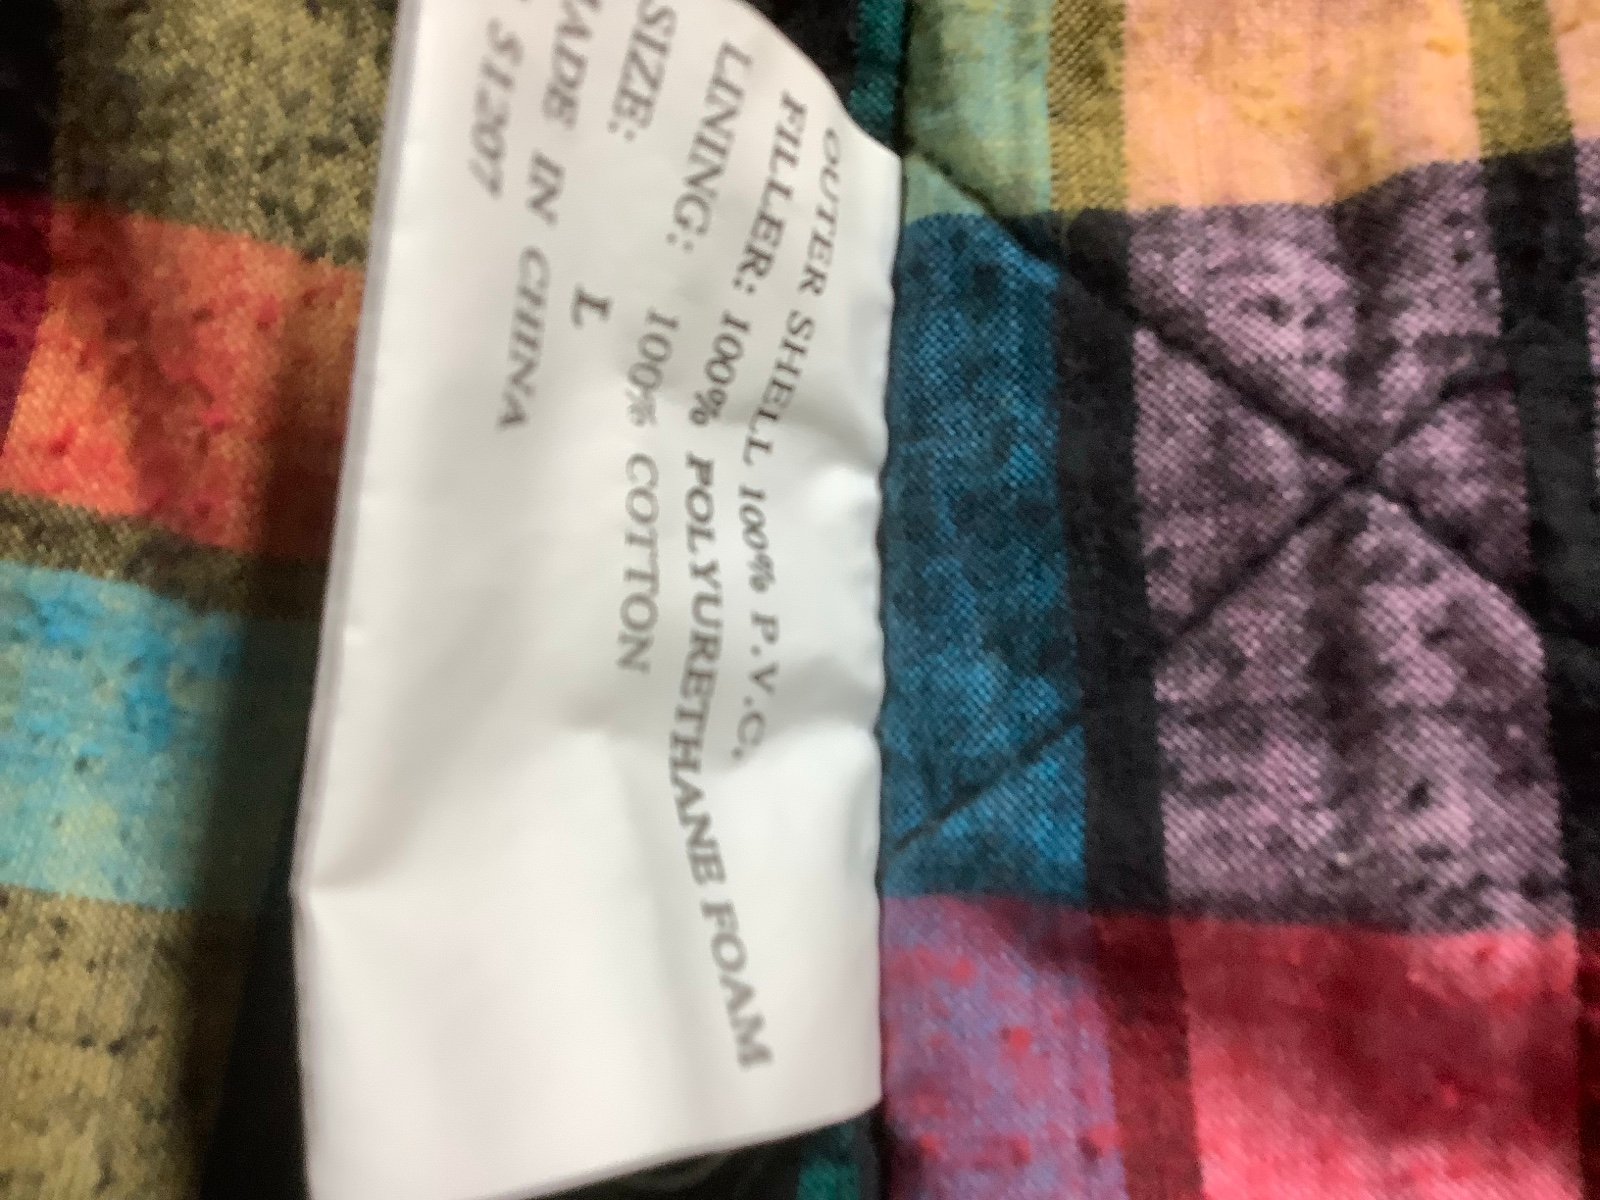 OUTER SHELL 100% P.V.C.
FILLER: 100% POLYURETHANE FOAM
LINING: 100% COTTON
SIZE: L
MADE IN CHINA
S1207